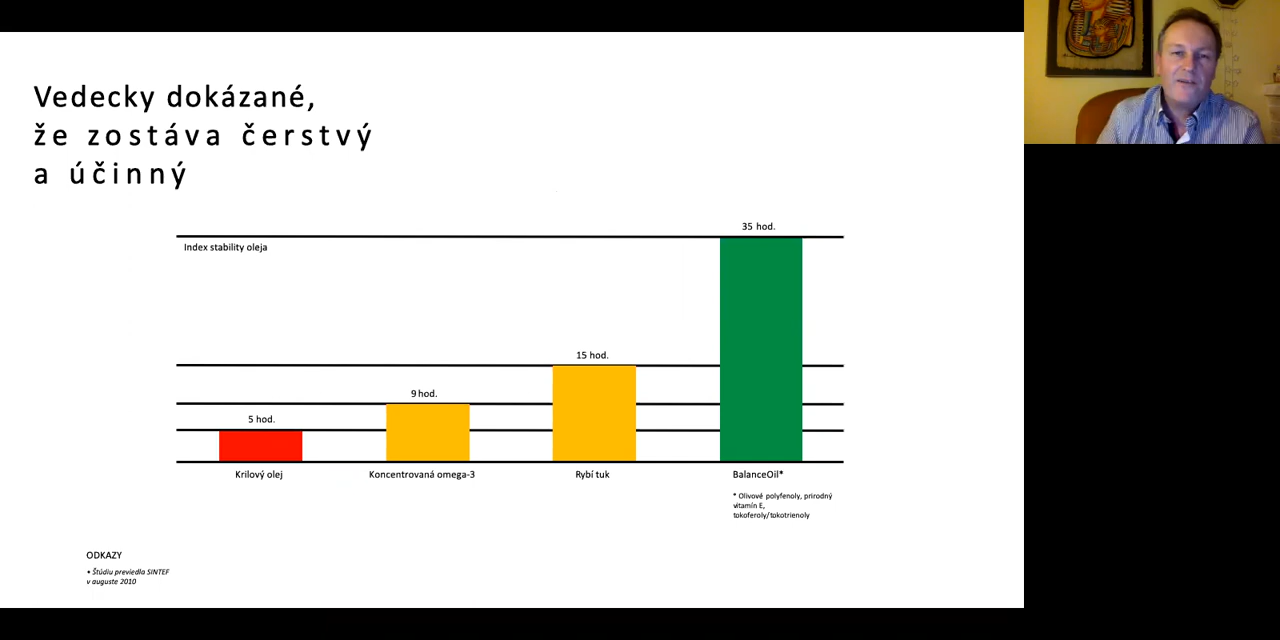 Vedecky dokázané,
že zostáva čerstvý
a účinný
35 hod.
Index stability oleja
15 hod.
9 hod.
5 hod.
Krilový olej
Koncentrovaná omega-3
Rybí tuk
BalanceOil*
* Olivové polyfenoly, prirodný
vitamín E,
tokoferoly/tokotrienoly
ODKAZY
• Štúdiu previedla SINTEF
v auguste 2010